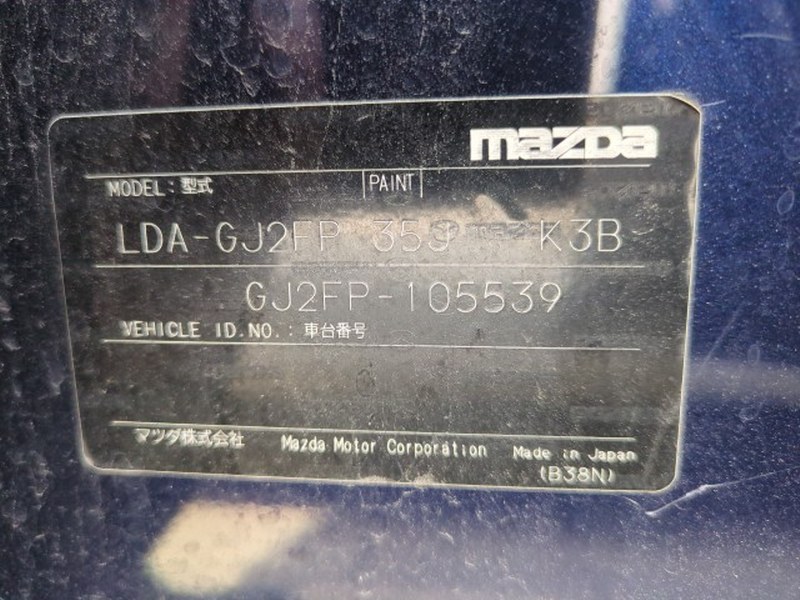 mazda
MODEL: 型式 PAINT
LDA-GJ2FP 35J K3B
GJ2FP-105539
VEHICLE ID.NO.: 車台番号
マツダ株式会社 Mazda Motor Corporation Made in Japan
(B38N)